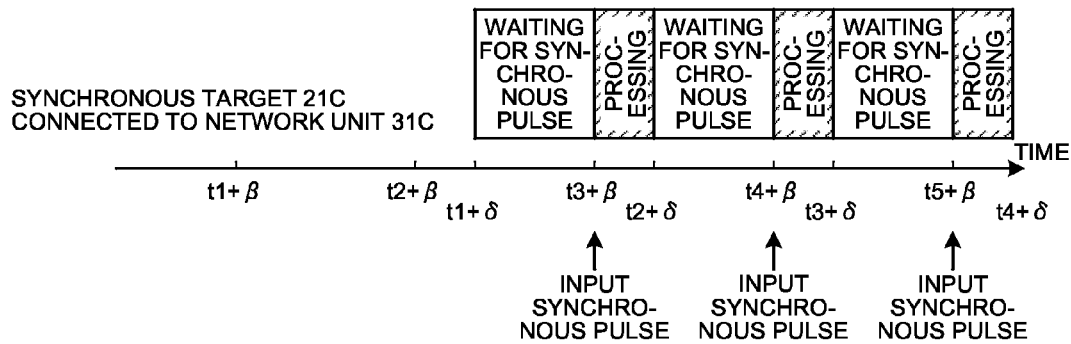 WAITING
FOR SYN-
CHRO-
NOUS
PULSE
PROC-
ESSING
WAITING
FOR SYN-
CHRO-
NOUS
PULSE
PROC-
ESSING
WAITING
FOR SYN-
CHRO-
NOUS
PULSE
PROC-
ESSING
SYNCHRONOUS TARGET 21C
CONNECTED TO NETWORK UNIT 31C
TIME
t1+β
t2+β
t1+δ
t3+β
t2+δ
t4+β
t3+δ
t5+β
t4+δ
INPUT
SYNCHRO-
NOUS PULSE
INPUT
SYNCHRO-
NOUS PULSE
INPUT
SYNCHRO-
NOUS PULSE